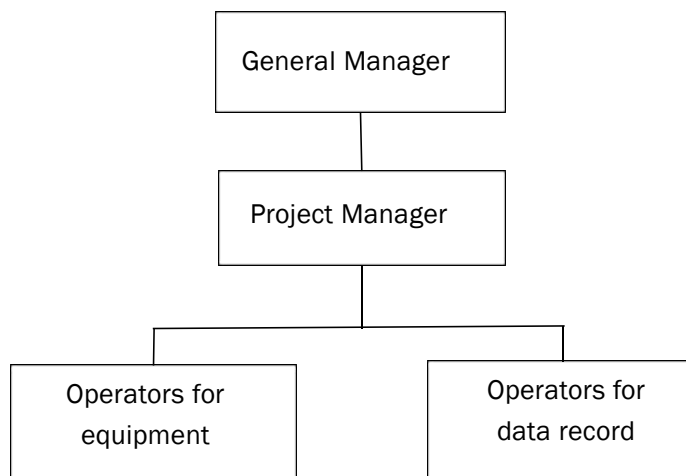 General Manager
Project Manager
Operators for
equipment
Operators for
data record